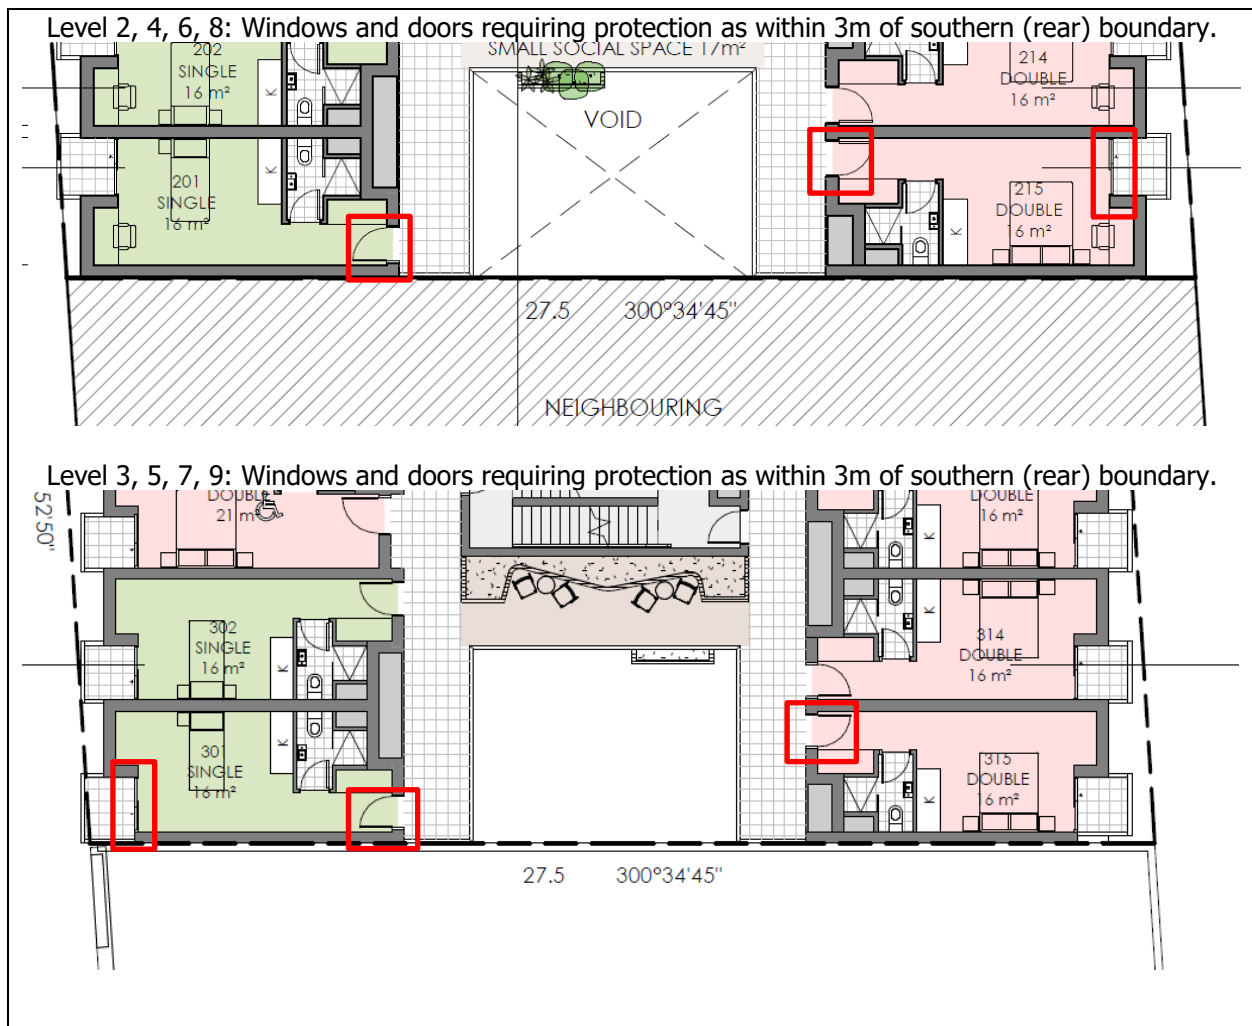 Level 2, 4, 6, 8: Windows and doors requiring protection as within 3m of southern (rear) boundary.
202
SINGLE
16 m²
K
SMALL SOCIAL SPACE 17m²
VOID
214
DOUBLE
16 m²
201
SINGLE
16 m²
K
215
DOUBLE
16 m²
K
27.5 300°34'45"
NEIGHBOURING
Level 3, 5, 7, 9: Windows and doors requiring protection as within 3m of southern (rear) boundary.
52'50"
DOUBLE
21 m²
DOUBLE
16 m²
K
302
SINGLE
16 m²
K
314
DOUBLE
16 m²
K
301
SINGLE
16 m²
K
315
DOUBLE
16 m²
K
27.5 300°34'45"